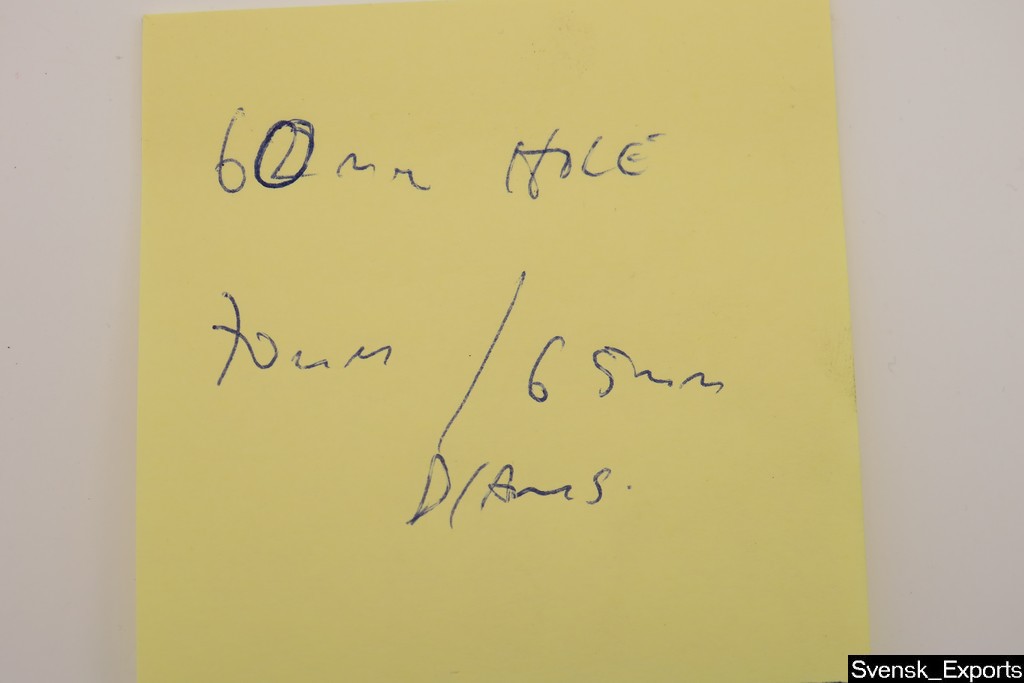 60mm HOLE
70mm / 65mm
DIAMS.
Svensk_Exports